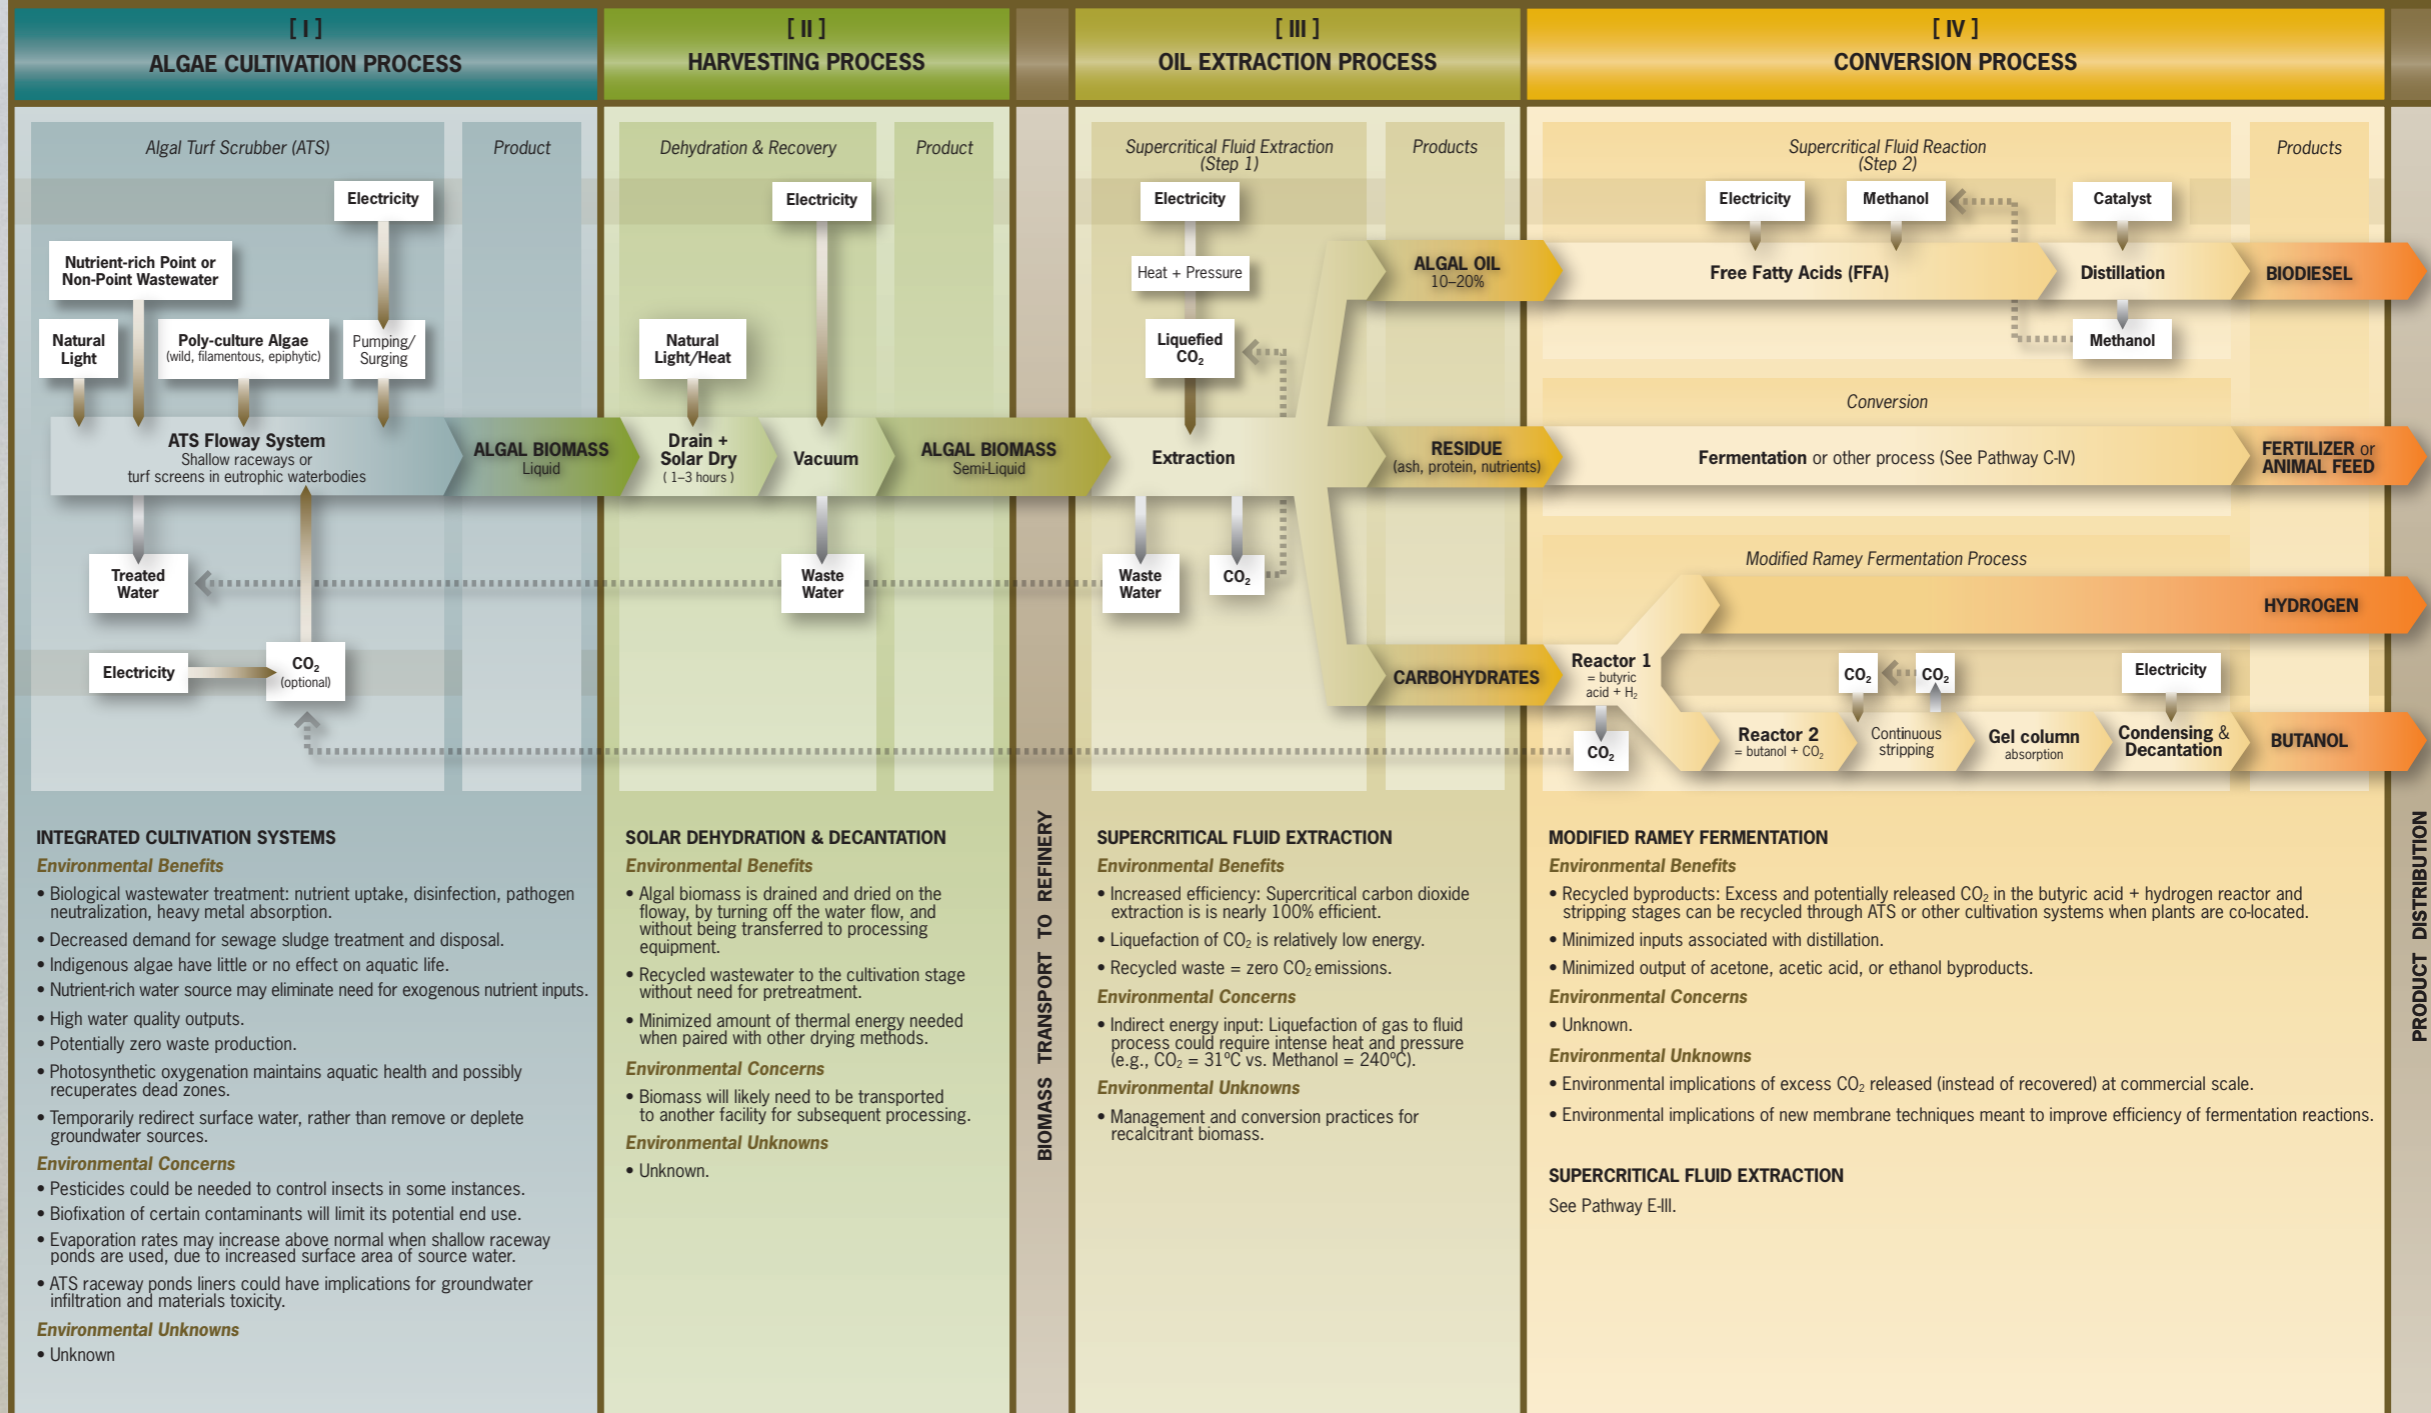 [ I ]
ALGAE CULTIVATION PROCESS
[ II ]
HARVESTING PROCESS
[ III ]
OIL EXTRACTION PROCESS
[ IV ]
CONVERSION PROCESS
Algal Turf Scrubber (ATS)
Product
Electricity
Nutrient-rich Point or
Non-Point Wastewater
Natural
Light
Poly-culture Algae
(wild, filamentous, epiphytic)
Pumping/
Surging
ATS Floway System
Shallow raceways or
turf screens in eutrophic waterbodies
ALGAL BIOMASS
Liquid
Treated
Water
Electricity
CO₂
(optional)
Dehydration & Recovery
Product
Electricity
Natural
Light/Heat
Drain +
Solar Dry
( 1–3 hours )
Vacuum
ALGAL BIOMASS
Semi-Liquid
Waste
Water
Supercritical Fluid Extraction
(Step 1)
Products
Electricity
Heat + Pressure
Liquefied
CO₂
Extraction
Waste
Water
CO₂
ALGAL OIL
10–20%
RESIDUE
(ash, protein, nutrients)
CARBOHYDRATES
Supercritical Fluid Reaction
(Step 2)
Products
Electricity
Methanol
Catalyst
Free Fatty Acids (FFA)
Distillation
BIODIESEL
Methanol
Conversion
Fermentation or other process (See Pathway C-IV)
FERTILIZER or
ANIMAL FEED
Modified Ramey Fermentation Process
HYDROGEN
Reactor 1
= butyric
acid + H₂
CO₂
CO₂
CO₂
Electricity
Reactor 2
= butanol + CO₂
Continuous
stripping
Gel column
absorption
Condensing &
Decantation
BUTANOL
INTEGRATED CULTIVATION SYSTEMS
Environmental Benefits
• Biological wastewater treatment: nutrient uptake, disinfection, pathogen
neutralization, heavy metal absorption.
• Decreased demand for sewage sludge treatment and disposal.
• Indigenous algae have little or no effect on aquatic life.
• Nutrient-rich water source may eliminate need for exogenous nutrient inputs.
• High water quality outputs.
• Potentially zero waste production.
• Photosynthetic oxygenation maintains aquatic health and possibly
recuperates dead zones.
• Temporarily redirect surface water, rather than remove or deplete
groundwater sources.
Environmental Concerns
• Pesticides could be needed to control insects in some instances.
• Biofixation of certain contaminants will limit its potential end use.
• Evaporation rates may increase above normal when shallow raceway
ponds are used, due to increased surface area of source water.
• ATS raceway ponds liners could have implications for groundwater
infiltration and materials toxicity.
Environmental Unknowns
• Unknown
SOLAR DEHYDRATION & DECANTATION
Environmental Benefits
• Algal biomass is drained and dried on the
floway, by turning off the water flow, and
without being transferred to processing
equipment.
• Recycled wastewater to the cultivation stage
without need for pretreatment.
• Minimized amount of thermal energy needed
when paired with other drying methods.
Environmental Concerns
• Biomass will likely need to be transported
to another facility for subsequent processing.
Environmental Unknowns
• Unknown.
BIOMASS TRANSPORT TO REFINERY
SUPERCRITICAL FLUID EXTRACTION
Environmental Benefits
• Increased efficiency: Supercritical carbon dioxide
extraction is is nearly 100% efficient.
• Liquefaction of CO₂ is relatively low energy.
• Recycled waste = zero CO₂ emissions.
Environmental Concerns
• Indirect energy input: Liquefaction of gas to fluid
process could require intense heat and pressure
(e.g., CO₂ = 31ºC vs. Methanol = 240ºC).
Environmental Unknowns
• Management and conversion practices for
recalcitrant biomass.
MODIFIED RAMEY FERMENTATION
Environmental Benefits
• Recycled byproducts: Excess and potentially released CO₂ in the butyric acid + hydrogen reactor and
stripping stages can be recycled through ATS or other cultivation systems when plants are co-located.
• Minimized inputs associated with distillation.
• Minimized output of acetone, acetic acid, or ethanol byproducts.
Environmental Concerns
• Unknown.
Environmental Unknowns
• Environmental implications of excess CO₂ released (instead of recovered) at commercial scale.
• Environmental implications of new membrane techniques meant to improve efficiency of fermentation reactions.
SUPERCRITICAL FLUID EXTRACTION
See Pathway E-III.
PRODUCT DISTRIBUTION